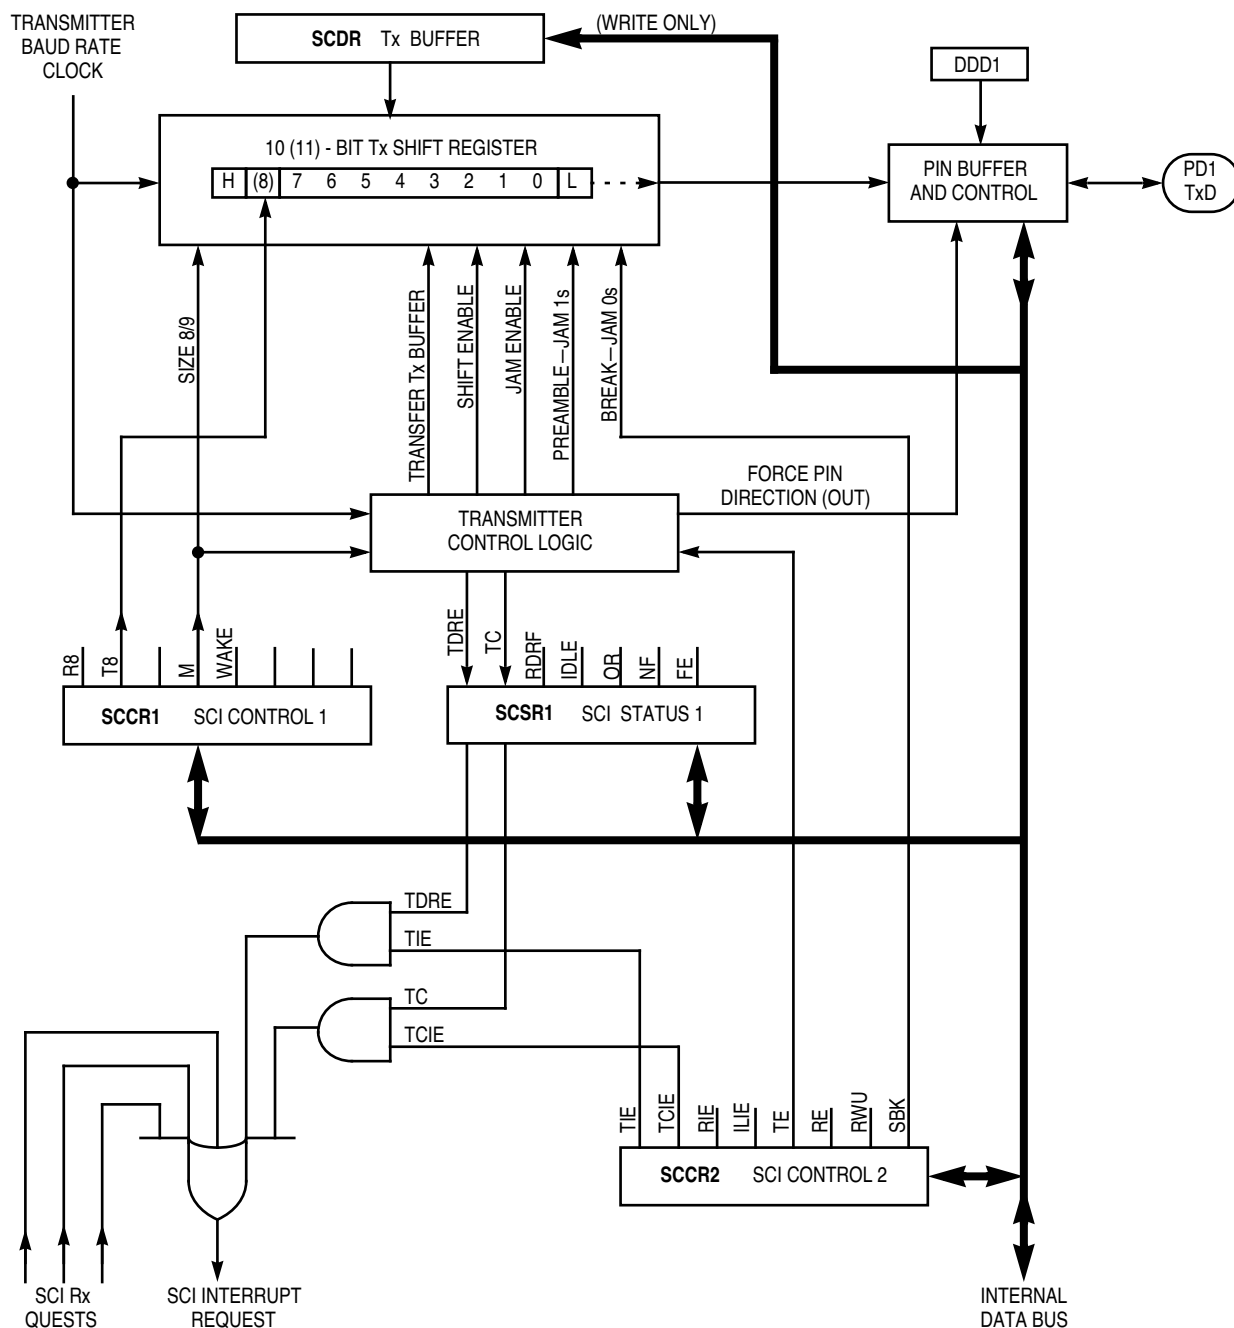 TRANSMITTER
BAUD RATE
CLOCK
SCDR Tx BUFFER
(WRITE ONLY)
DDD1
10 (11) - BIT Tx SHIFT REGISTER
H (8) 7 6 5 4 3 2 1 0 L
PIN BUFFER
AND CONTROL
PD1
TxD
SIZE 8/9
TRANSFER Tx BUFFER
SHIFT ENABLE
JAM ENABLE
PREAMBLE—JAM 1s
BREAK—JAM 0s
FORCE PIN
DIRECTION (OUT)
TRANSMITTER
CONTROL LOGIC
R8
T8
M
WAKE
TDRE
TC
RDRF
IDLE
OR
NF
FE
SCCR1 SCI CONTROL 1
SCSR1 SCI STATUS 1
TDRE
TIE
TC
TCIE
TIE
TCIE
RIE
ILIE
TE
RE
RWU
SBK
SCCR2 SCI CONTROL 2
SCI Rx
QUESTS
SCI INTERRUPT
REQUEST
INTERNAL
DATA BUS